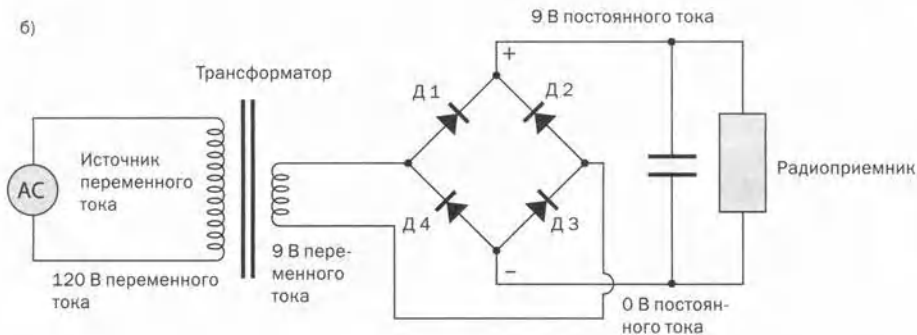 б)
9 В постоянного тока
Трансформатор
+
Д 1
Д 2
Источник
переменного
тока
AC
Радиоприемник
Д 4
Д 3
9 В пере-
менного
тока
−
120 В переменного
тока
0 В постоян-
ного тока